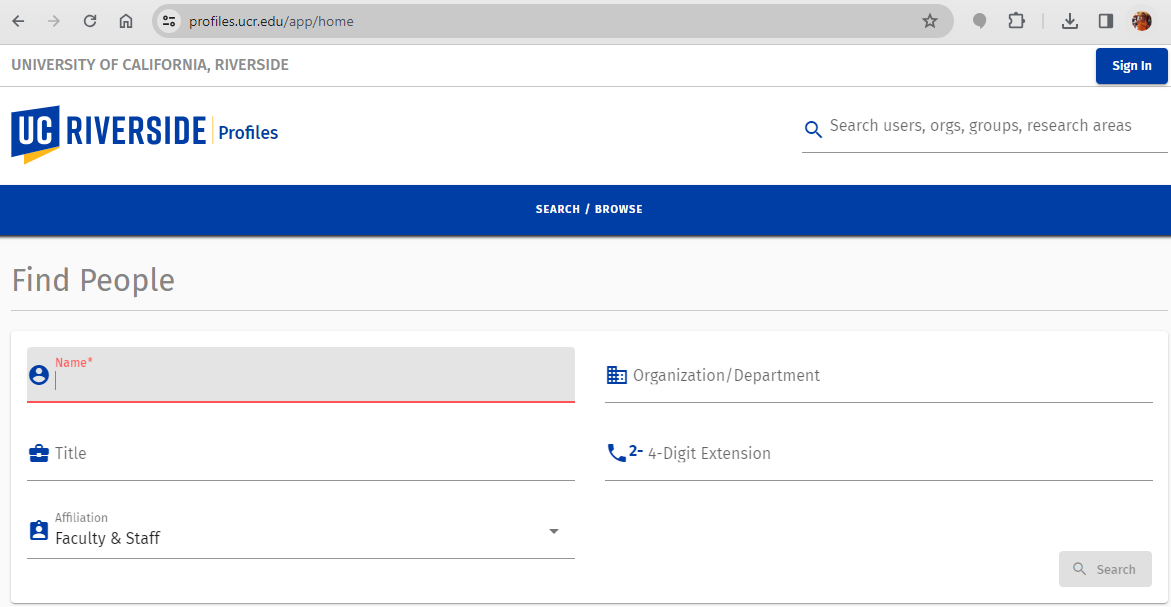 profiles.ucr.edu/app/home
UNIVERSITY OF CALIFORNIA, RIVERSIDE
Sign In
UC RIVERSIDE Profiles
Search users, orgs, groups, research areas
SEARCH / BROWSE
Find People
Name*
Organization/Department
Title
2- 4-Digit Extension
Affiliation
Faculty & Staff
Search